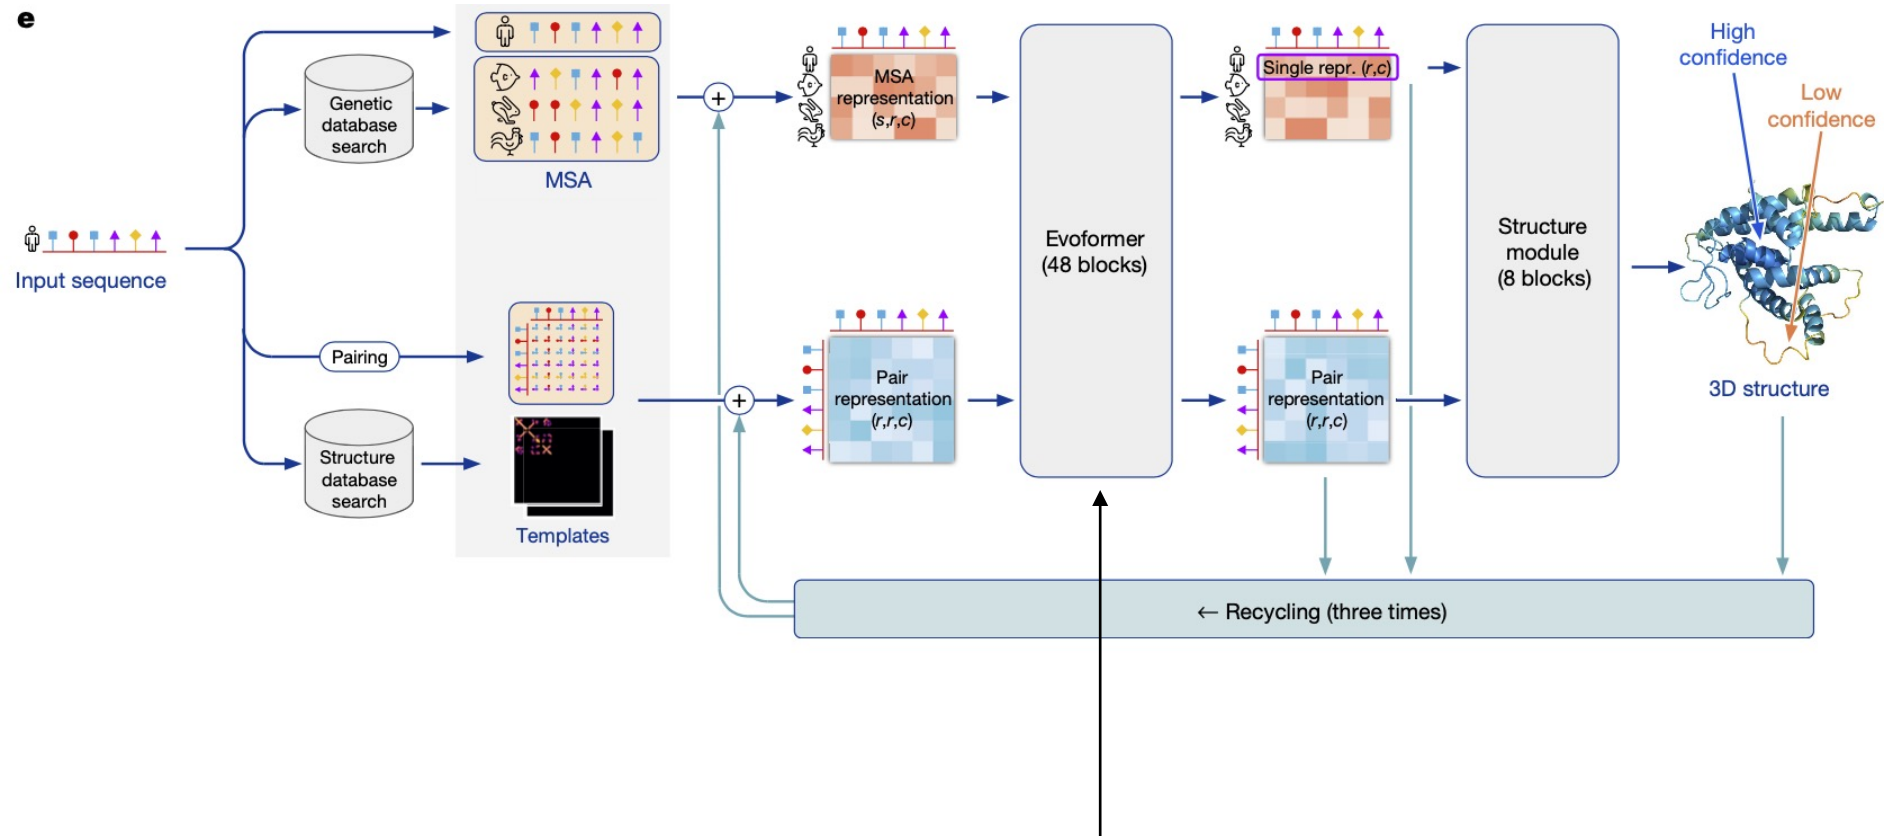 e
Genetic
database
search
MSA
Input sequence
Pairing
Structure
database
search
Templates
+
+
MSA
representation
(s,r,c)
Pair
representation
(r,r,c)
Evoformer
(48 blocks)
Single repr. (r,c)
Pair
representation
(r,r,c)
Structure
module
(8 blocks)
High
confidence
Low
confidence
3D structure
← Recycling (three times)